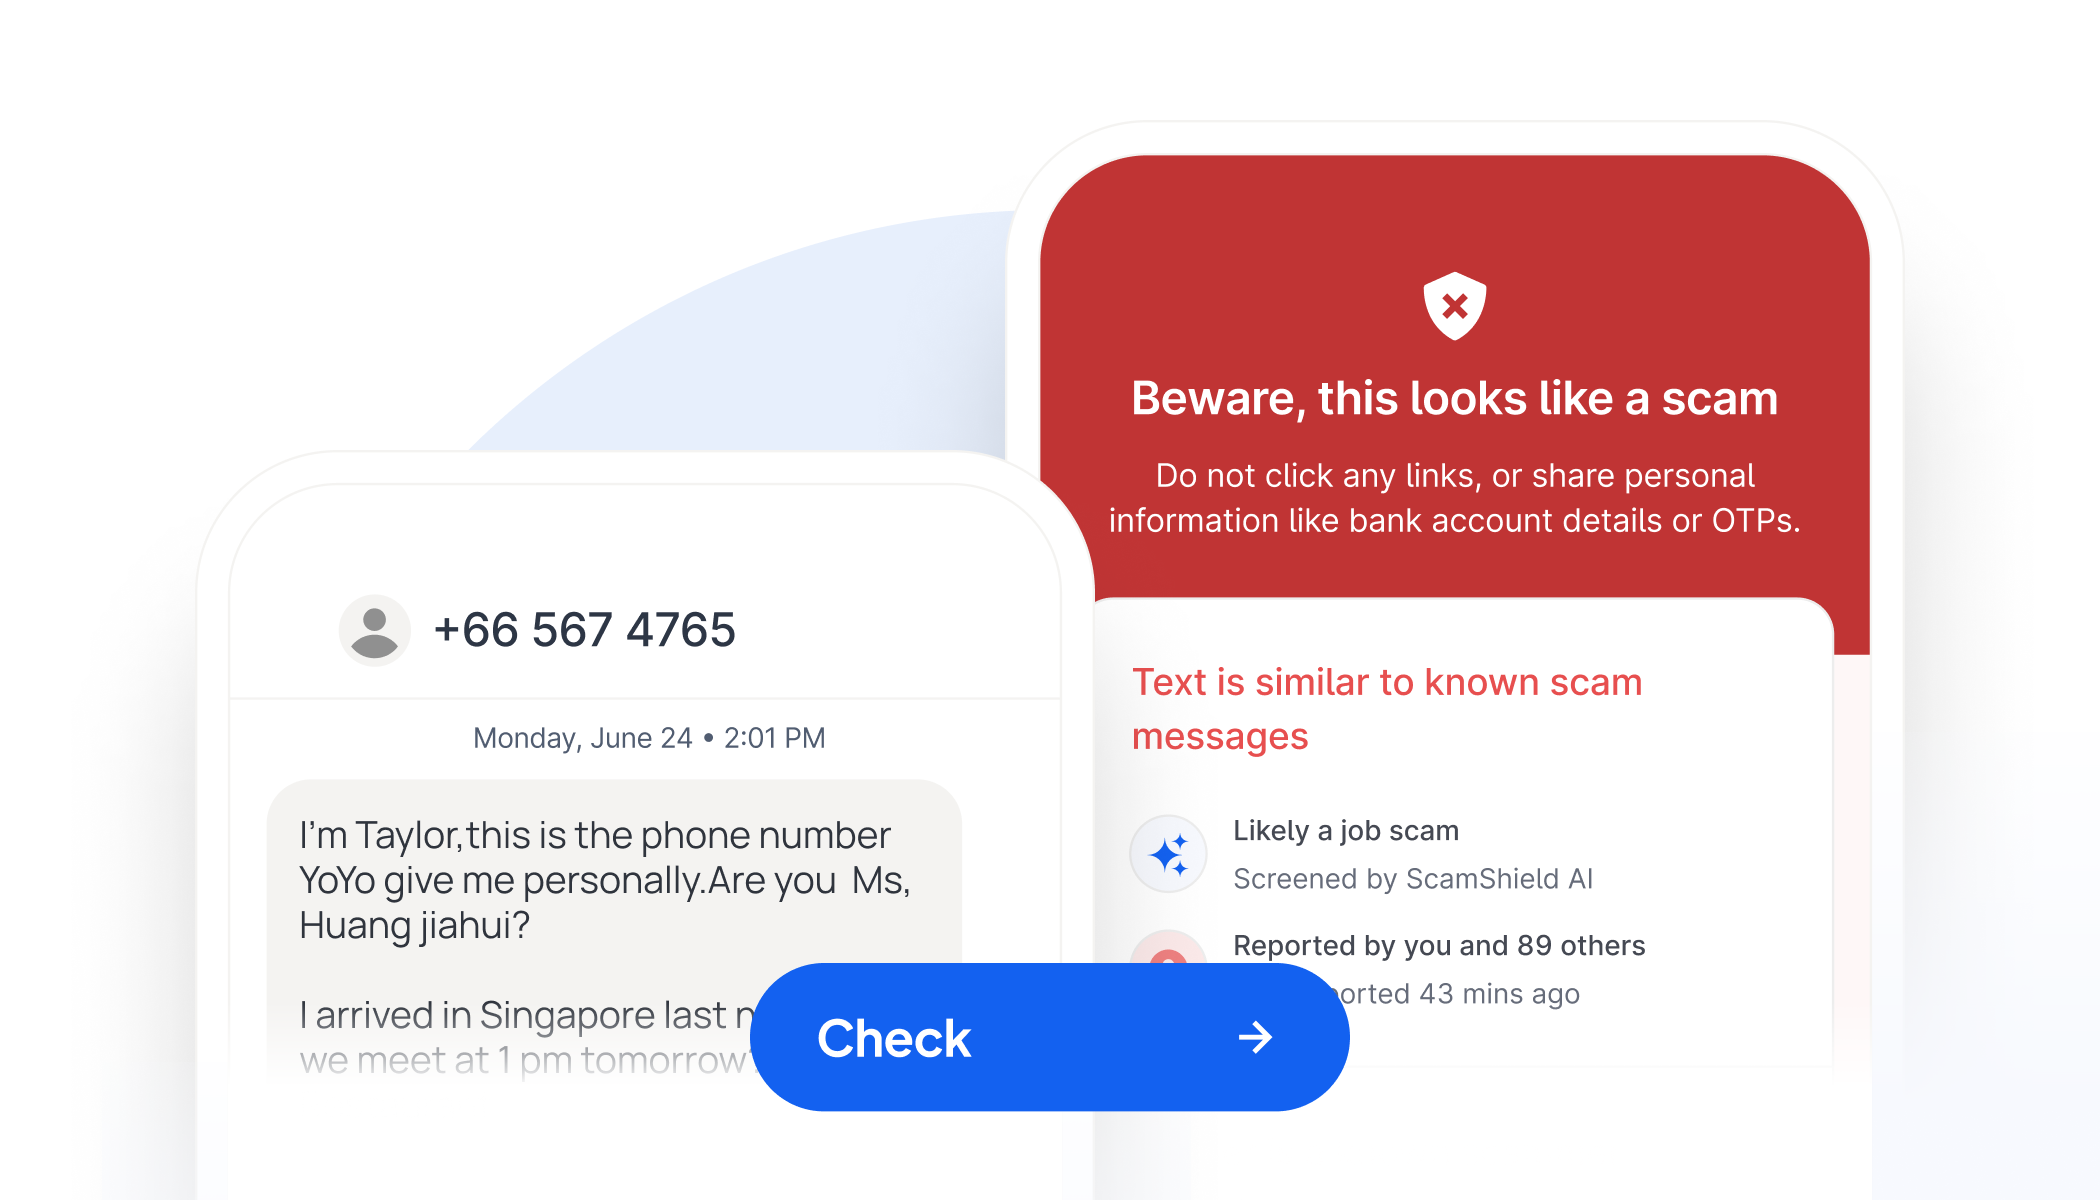 +66 567 4765
Monday, June 24 • 2:01 PM
I'm Taylor,this is the phone number
YoYo give me personally.Are you  Ms,
Huang jiahui?
I arrived in Singapore last
we meet at 1 pm tomorrow?
Check
Beware, this looks like a scam
Do not click any links, or share personal
information like bank account details or OTPs.
Text is similar to known scam
messages
Likely a job scam
Screened by ScamShield AI
Reported by you and 89 others
43 mins ago